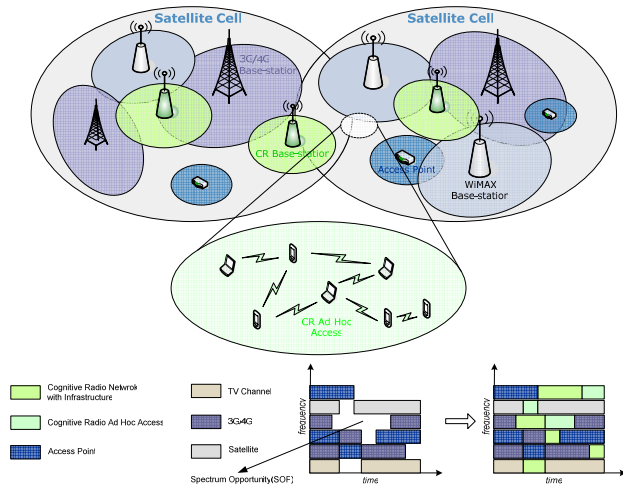 Satellite Cell
Satellite Cell
3G/4G
Base-station
CR Base-station
Access Point
WiMAX
Base-station
CR Ad Hoc
Access
Cognitive Radio Network
with Infrastructure
Cognitive Radio Ad Hoc Access
Access Point
TV Channel
3G/4G
Satellite
frequency
time
Spectrum Opportunity(SOF)
frequency
time